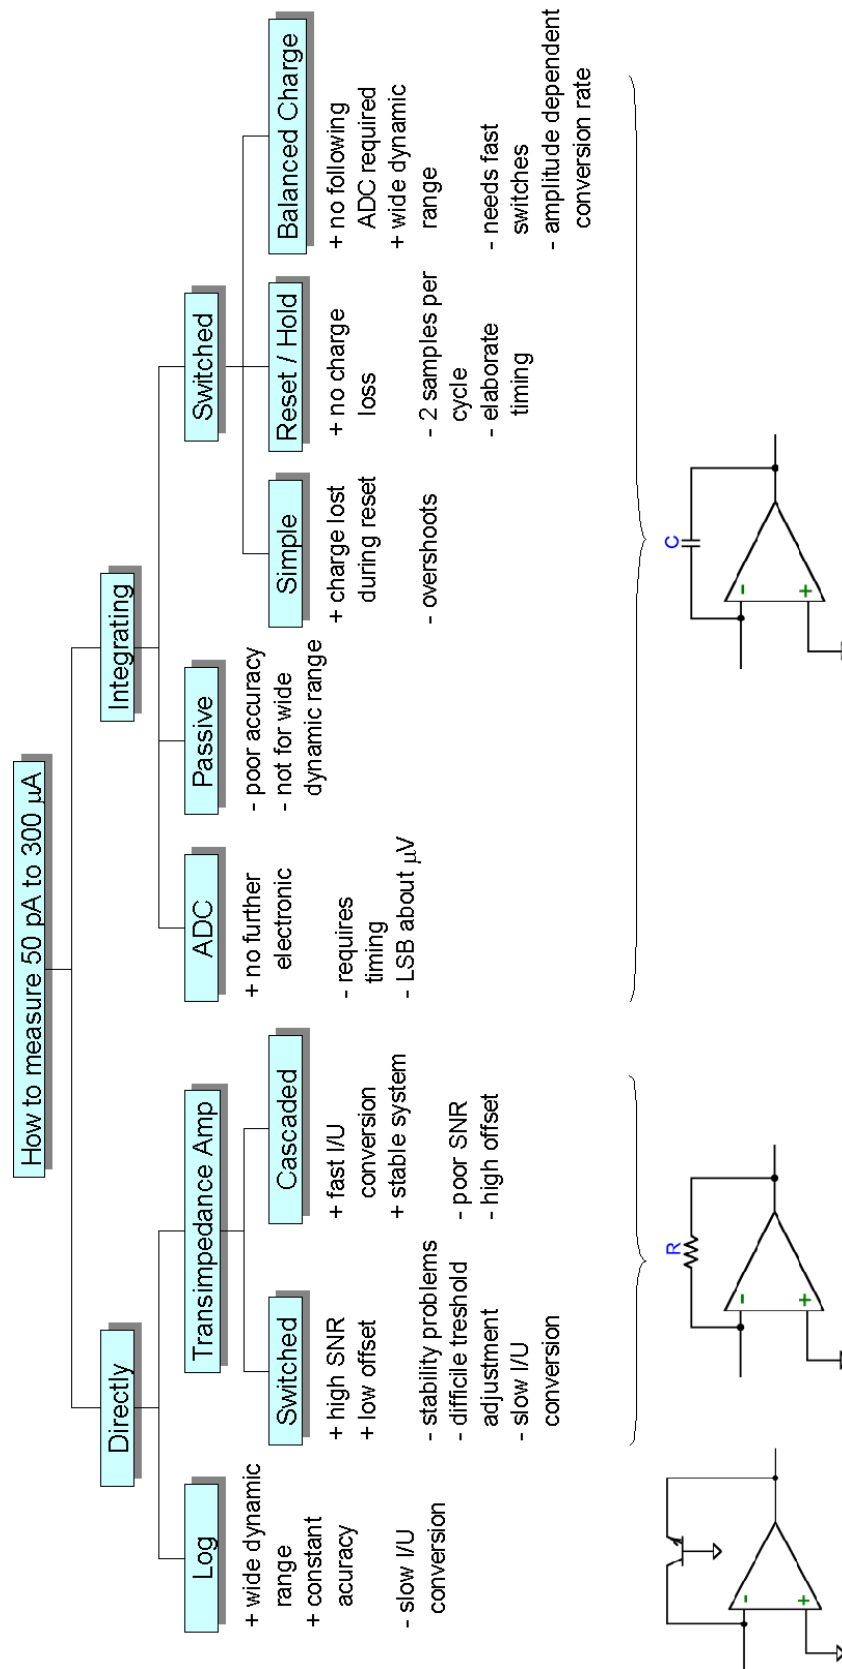 How to measure 50 pA to 300 µA
Directly
Integrating
Log
Transimpedance Amp
ADC
Passive
Switched
+ wide dynamic
range
+ constant
acuracy
- slow I/U
conversion
Switched
+ high SNR
+ low offset
- stability problems
- difficile treshold
adjustment
- slow I/U
conversion
Cascaded
+ fast I/U
conversion
+ stable system
- poor SNR
- high offset
+ no further
electronic
- requires
timing
- LSB about µV
- poor accuracy
- not for wide
dynamic range
Simple
+ charge lost
during reset
- overshoots
Reset / Hold
+ no charge
loss
- 2 samples per
cycle
- elaborate
timing
Balanced Charge
+ no following
ADC required
+ wide dynamic
range
- needs fast
switches
- amplitude dependent
conversion rate
-
+
R
-
+
C
-
+